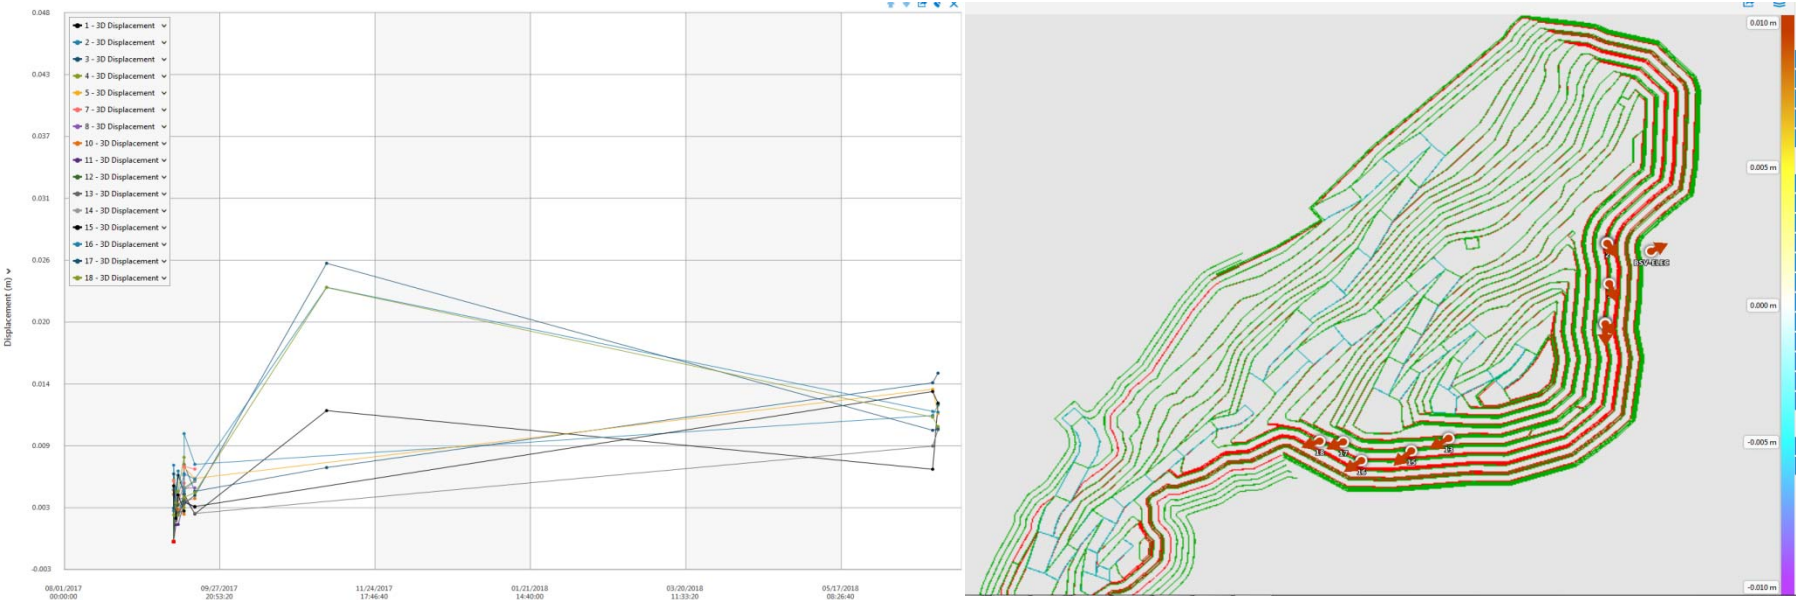 0.048
1 - 3D Displacement
2 - 3D Displacement
3 - 3D Displacement
4 - 3D Displacement
5 - 3D Displacement
7 - 3D Displacement
8 - 3D Displacement
10 - 3D Displacement
11 - 3D Displacement
12 - 3D Displacement
13 - 3D Displacement
14 - 3D Displacement
15 - 3D Displacement
16 - 3D Displacement
17 - 3D Displacement
18 - 3D Displacement
0.043
0.037
0.031
0.026
0.020
0.014
0.009
0.003
-0.003
Displacement (m)
08/01/2017
00:00:00
09/27/2017
20:53:20
11/24/2017
17:46:40
01/21/2018
14:40:00
03/20/2018
11:33:20
05/17/2018
08:26:40
0.010 m
0.005 m
0.000 m
-0.005 m
-0.010 m
18
17
16
15